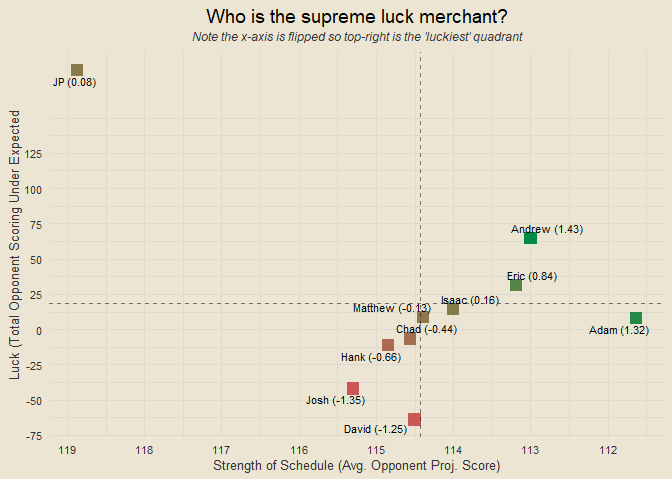 Who is the supreme luck merchant?
Note the x-axis is flipped so top-right is the 'luckiest' quadrant
JP (0.08)
Andrew (1.43)
Eric (0.84)
Isaac (0.16)
Matthew (-0.13)
Chad (-0.44)
Adam (1.32)
Hank (-0.66)
Josh (-1.35)
David (-1.25)
Luck (Total Opponent Scoring Under Expected
125
100
75
50
25
0
-25
-50
-75
119 118 117 116 115 114 113 112
Strength of Schedule (Avg. Opponent Proj. Score)